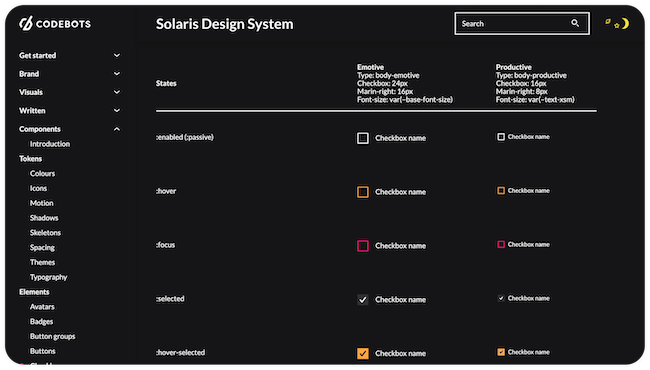 CODEBOTS
Solaris Design System
Search
Get started
Brand
Visuals
Written
Components
Introduction
Tokens
Colours
Icons
Motion
Shadows
Skeletons
Spacing
Themes
Typography
Elements
Avatars
Badges
Button groups
Buttons
States
Emotive
Type: body-emotive
Checkbox: 24px
Marin-right: 16px
Font-size: var(--base-font-size)
Productive
Type: body-productive
Checkbox: 16px
Marin-right: 8px
Font-size: var(--text-xsm)
:enabled (:passive)
Checkbox name
Checkbox name
:hover
Checkbox name
Checkbox name
:focus
Checkbox name
Checkbox name
:selected
Checkbox name
Checkbox name
:hover-selected
Checkbox name
Checkbox name